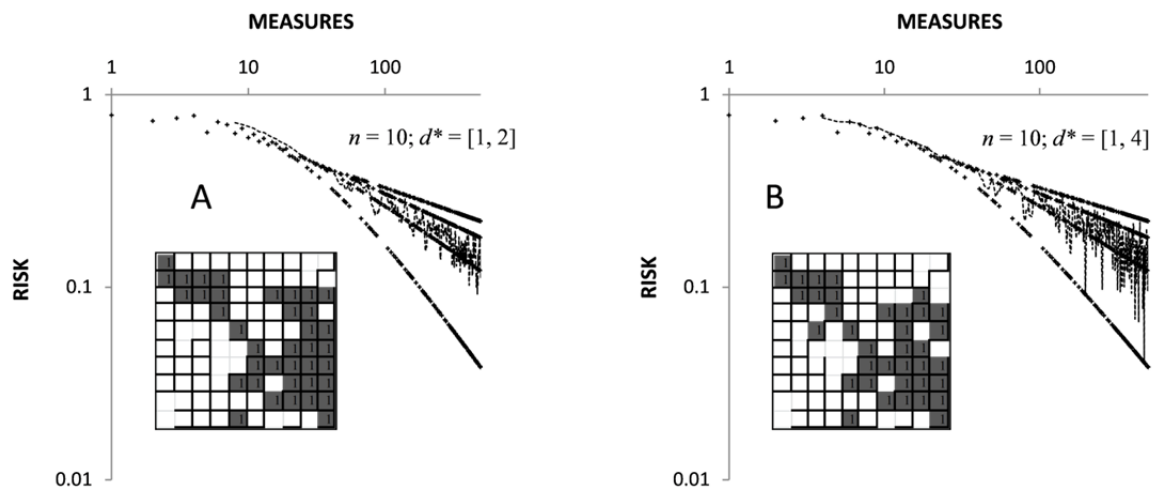 MEASURES
1 10 100
1
0.1
0.01
RISK
n = 10; d* = [1, 2]
A
MEASURES
1 10 100
1
0.1
0.01
RISK
n = 10; d* = [1, 4]
B